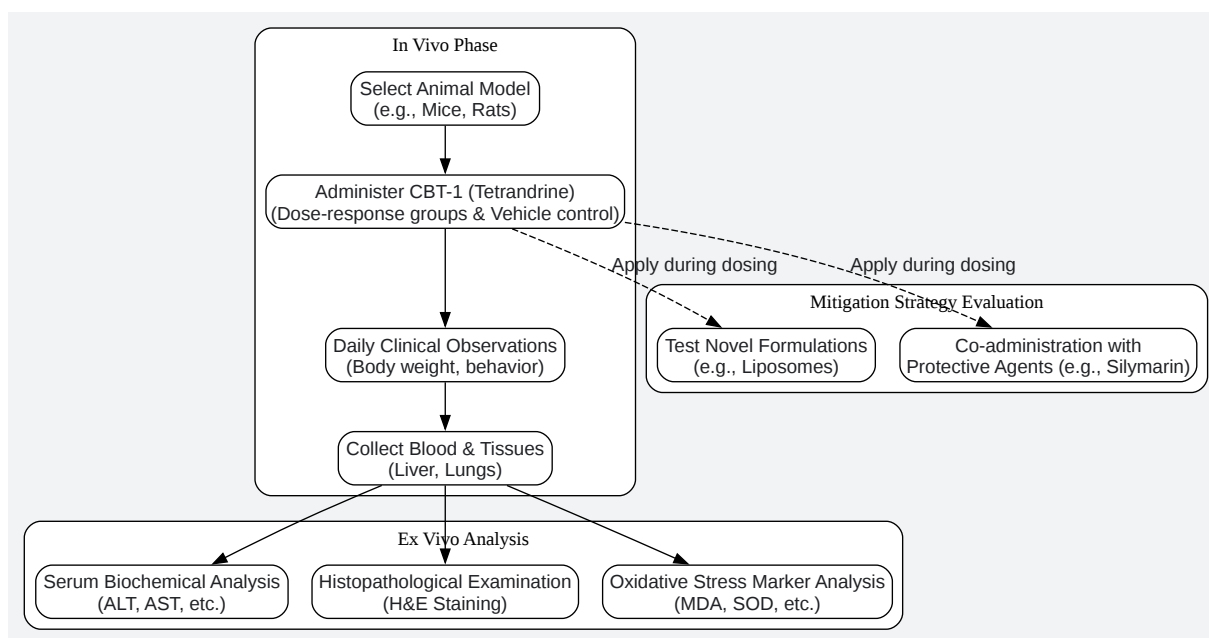 In Vivo Phase
Select Animal Model
(e.g., Mice, Rats)
Administer CBT-1 (Tetrandrine)
(Dose-response groups & Vehicle control)
Apply during dosing
Apply during dosing
Mitigation Strategy Evaluation
Test Novel Formulations
(e.g., Liposomes)
Co-administration with
Protective Agents (e.g., Silymarin)
Daily Clinical Observations
(Body weight, behavior)
Collect Blood & Tissues
(Liver, Lungs)
Ex Vivo Analysis
Serum Biochemical Analysis
(ALT, AST, etc.)
Histopathological Examination
(H&E Staining)
Oxidative Stress Marker Analysis
(MDA, SOD, etc.)